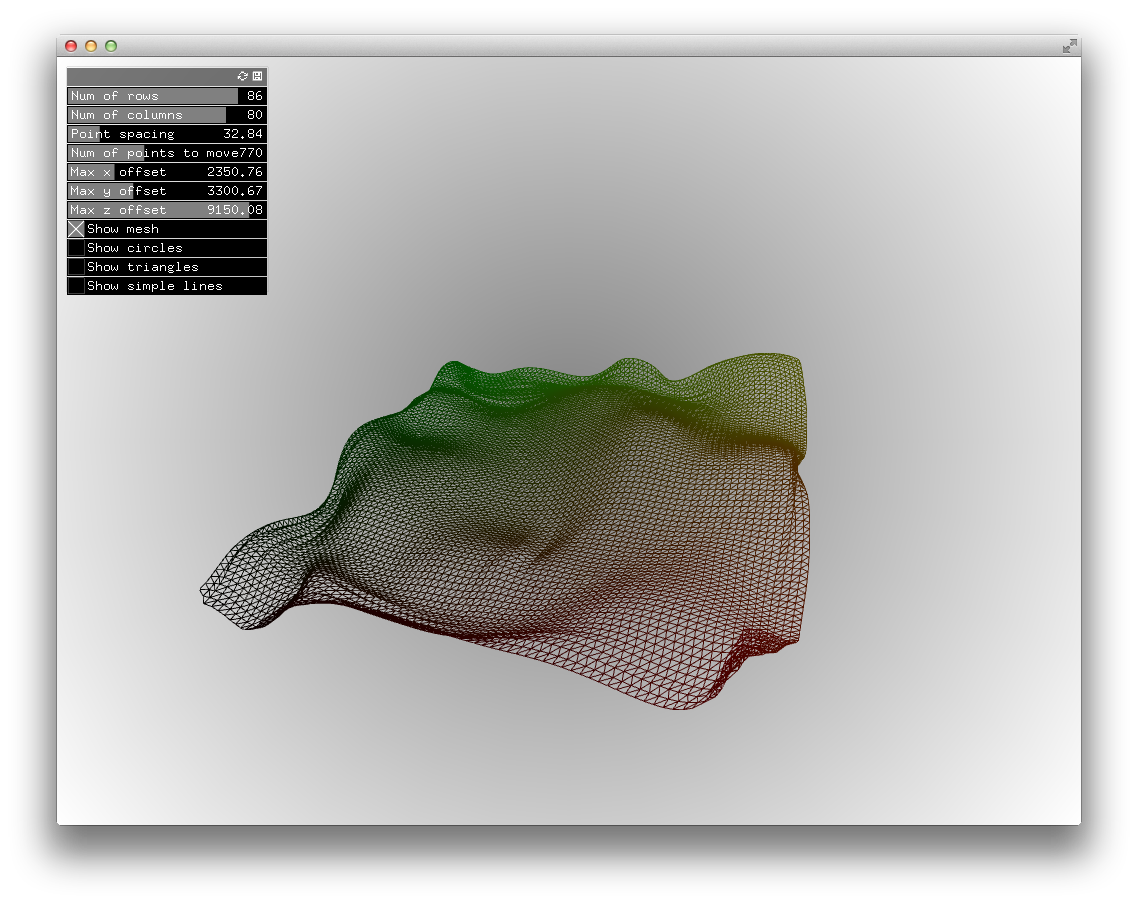 Num of rows 86
Num of columns 80
Point spacing 32.84
Num of points to move770
Max x offset 2350.76
Max y offset 3300.67
Max z offset 9150.08
Show mesh
Show circles
Show triangles
Show simple lines